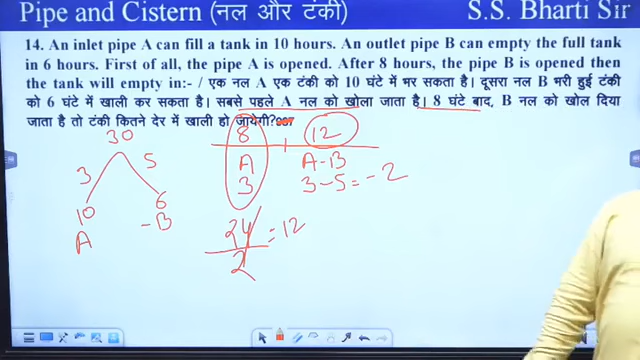 Pipe and Cistern (नल और टंकी) S.S. Bharti Sir
14. An inlet pipe A can fill a tank in 10 hours. An outlet pipe B can empty the full tank
in 6 hours. First of all, the pipe A is opened. After 8 hours, the pipe B is opened then
the tank will empty in:- / एक नल A एक टंकी को 10 घंटे में भर सकता है। दूसरा नल B भरी हुई टंकी
को 6 घंटे में खाली कर सकता है। सबसे पहले A नल को खोला जाता है। 8 घंटे बाद, B नल को खोल दिया
जाता है तो टंकी कितने देर में खाली हो जायेगी?
30 8 12
3 5 A A-B
3 3-5=-2
10 6
A -B
24/2 =12